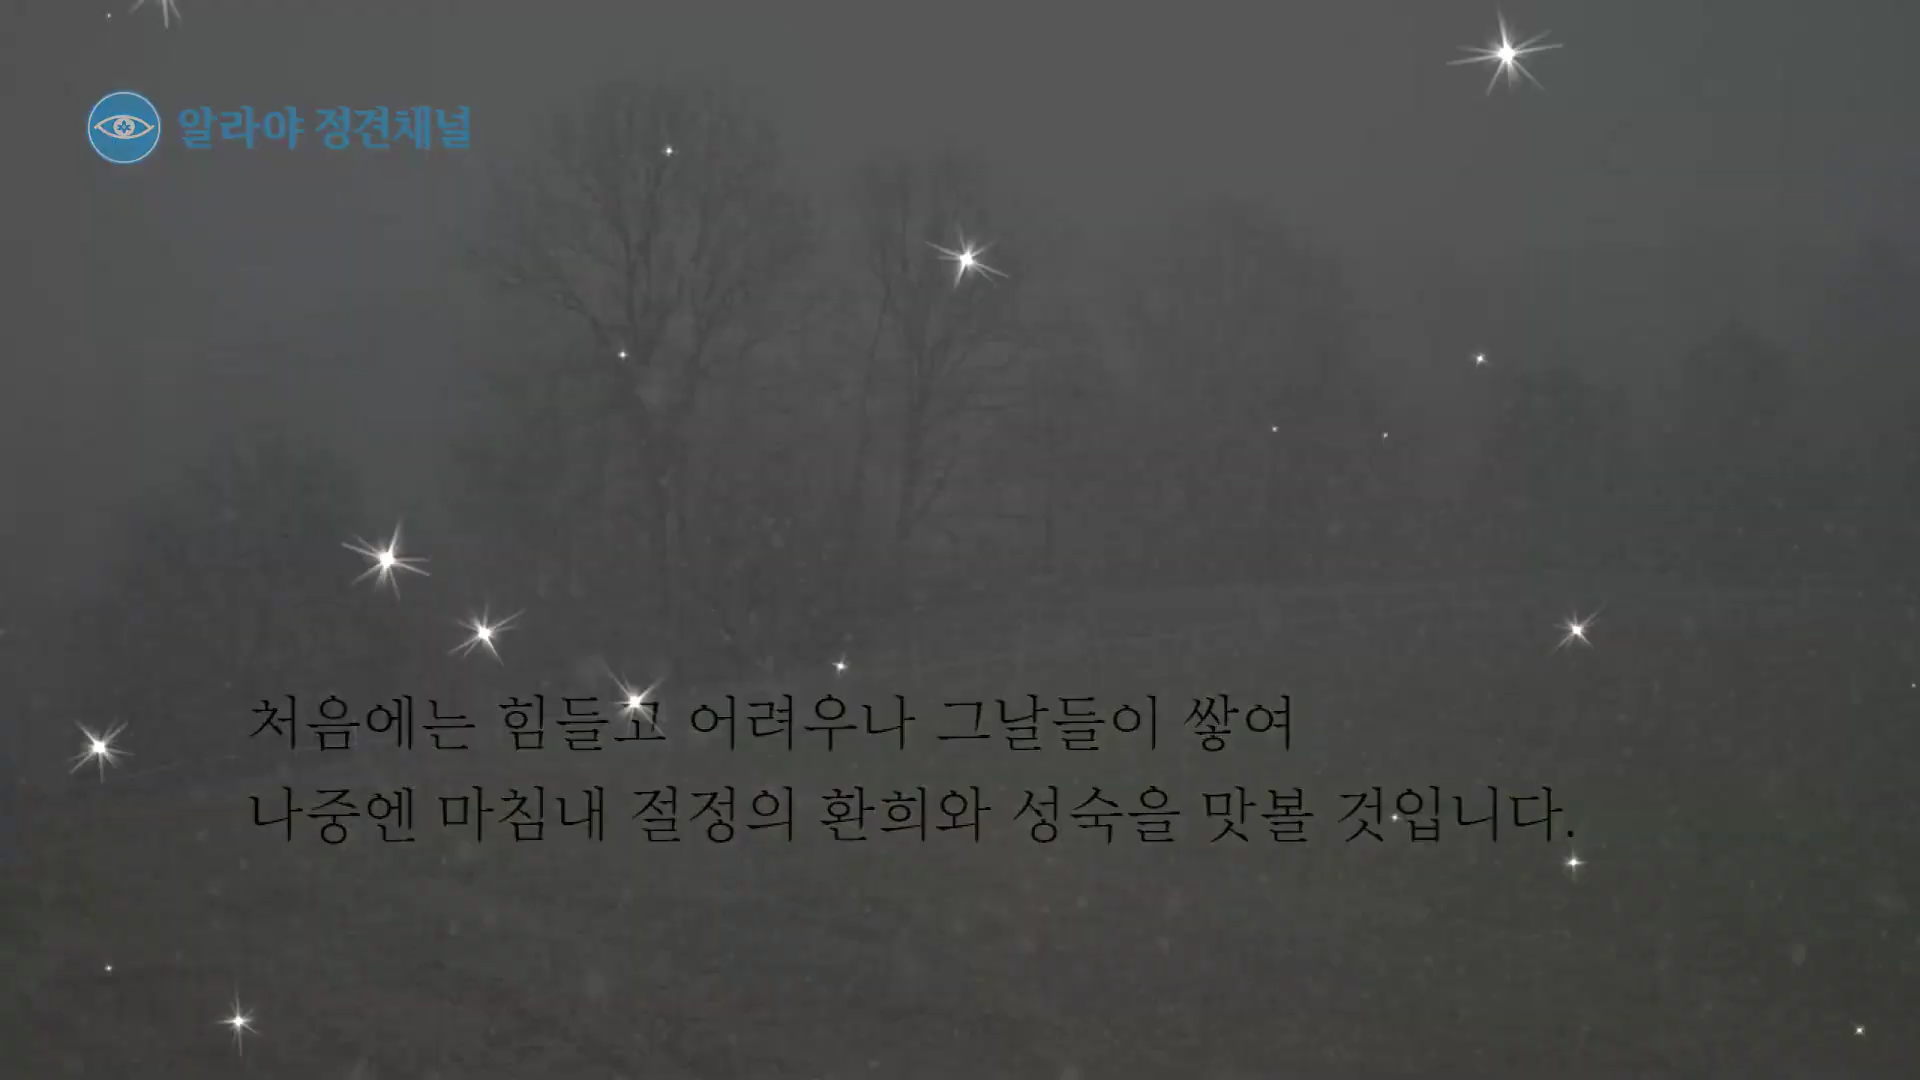 알라야 정견채널
처음에는 힘들고 어려우나 그날들이 쌓여
나중엔 마침내 절정의 환희와 성숙을 맛볼 것입니다.